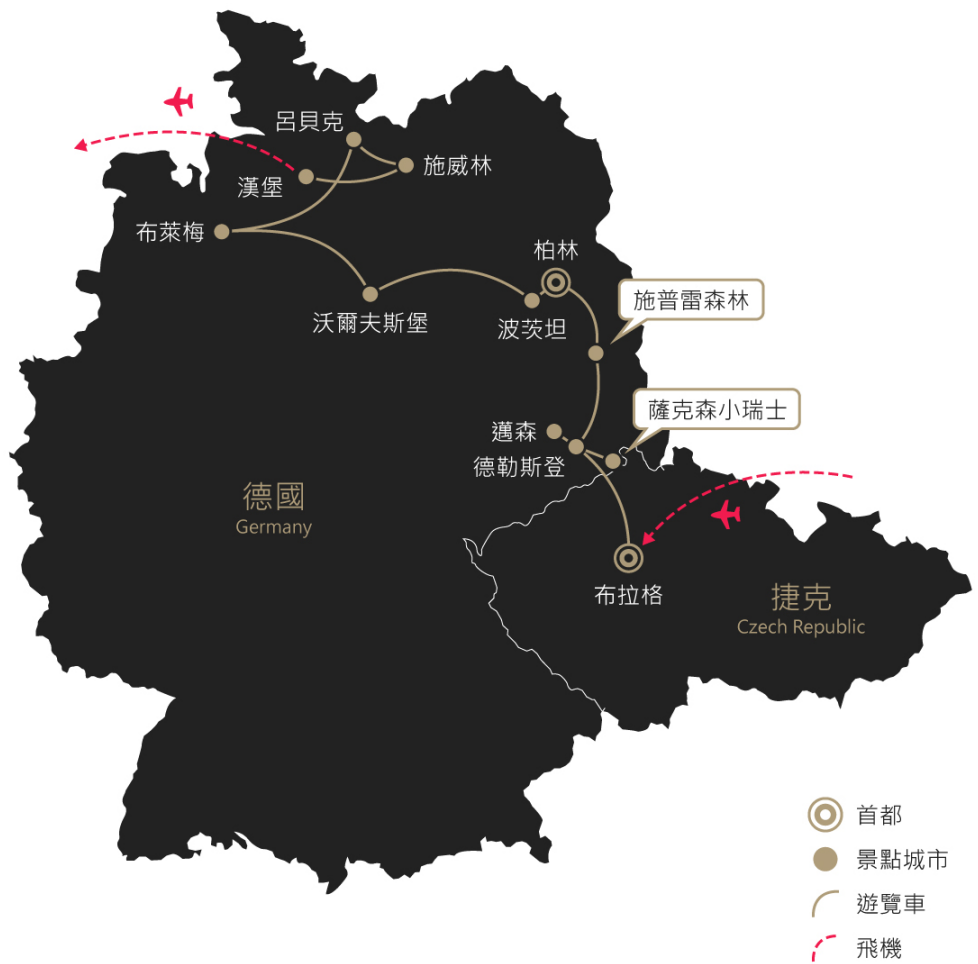 呂貝克
施威林
漢堡
布萊梅
柏林
施普雷森林
沃爾夫斯堡
波茨坦
薩克森小瑞士
邁森
德勒斯登
德國
Germany
布拉格
捷克
Czech Republic
首都
景點城市
遊覽車
飛機